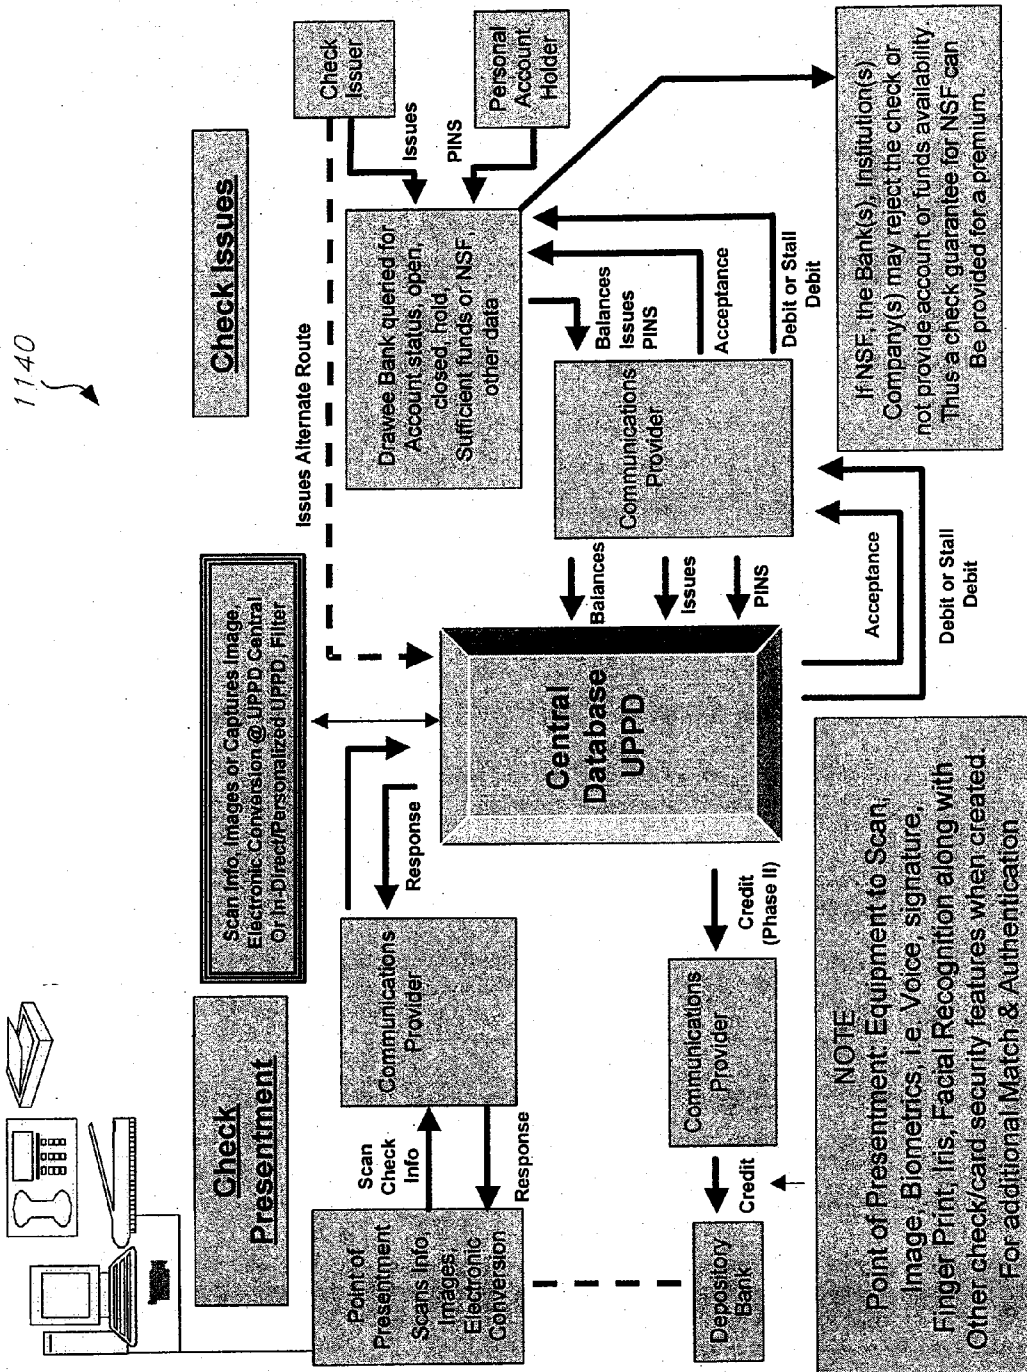 1140
Check
Presentment
Scan Info, Images or Captures Image,
Electronic Conversion @ UPPD Central
Or In-Direct/Personalized UPPD, Filter
Check Issues
Point of
Presentment
Scans Info
Images
Electronic
Conversion
Scan
Check
Info
Response
Communications
Provider
Response
Issues Alternate Route
Check
Issuer
Issues
PINS
Personal
Account
Holder
Drawee Bank queried for
Account status, open,
closed, hold,
Sufficient funds or NSF,
other data
Balances
Issues
PINS
Acceptance
Debit or Stall
Debit
Communications
Provider
Balances
Issues
PINS
Central
Database
UPPD
Acceptance
Debit or Stall
Debit
Credit
(Phase II)
Communications
Provider
Credit
Depository
Bank
NOTE
Point of Presentment: Equipment to Scan,
Image, Biometrics, i.e. Voice, signature,
Finger Print, Iris, Facial Recognition along with
Other check/card security features when created.
For additional Match & Authentication
If NSF, the Bank(s), Institution(s)
Company(s) may reject the check or
not provide account or funds availability.
Thus a check guarantee for NSF can
Be provided for a premium.